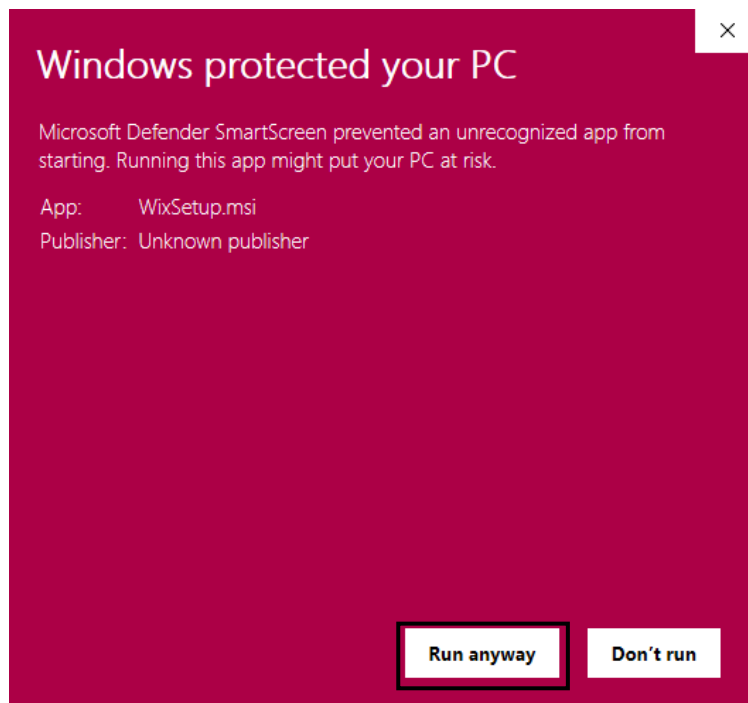 Windows protected your PC
Microsoft Defender SmartScreen prevented an unrecognized app from
starting. Running this app might put your PC at risk.
App: WixSetup.msi
Publisher: Unknown publisher
Run anyway Don’t run